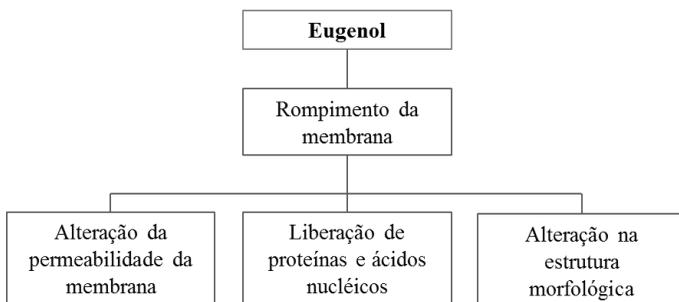 Eugenol
Rompimento da
membrana
Alteração da
permeabilidade da
membrana
Liberação de
proteínas e ácidos
nucléicos
Alteração na
estrutura
morfológica